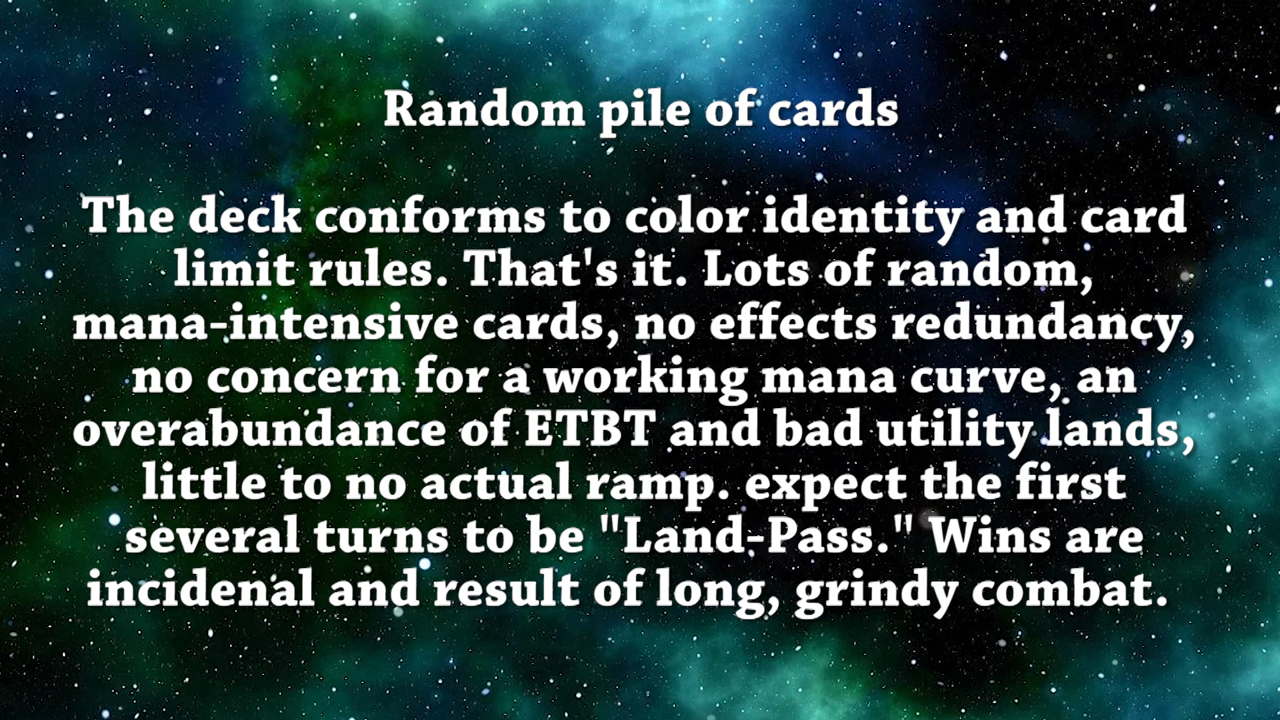 Random pile of cards
The deck conforms to color identity and card
limit rules. That's it. Lots of random,
mana-intensive cards, no effects redundancy,
no concern for a working mana curve, an
overabundance of ETBT and bad utility lands,
little to no actual ramp. expect the first
several turns to be "Land-Pass." Wins are
incidenal and result of long, grindy combat.